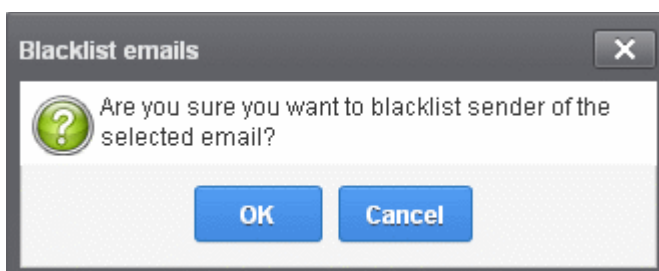 Blacklist emails
Are you sure you want to blacklist sender of the
selected email?
OK Cancel